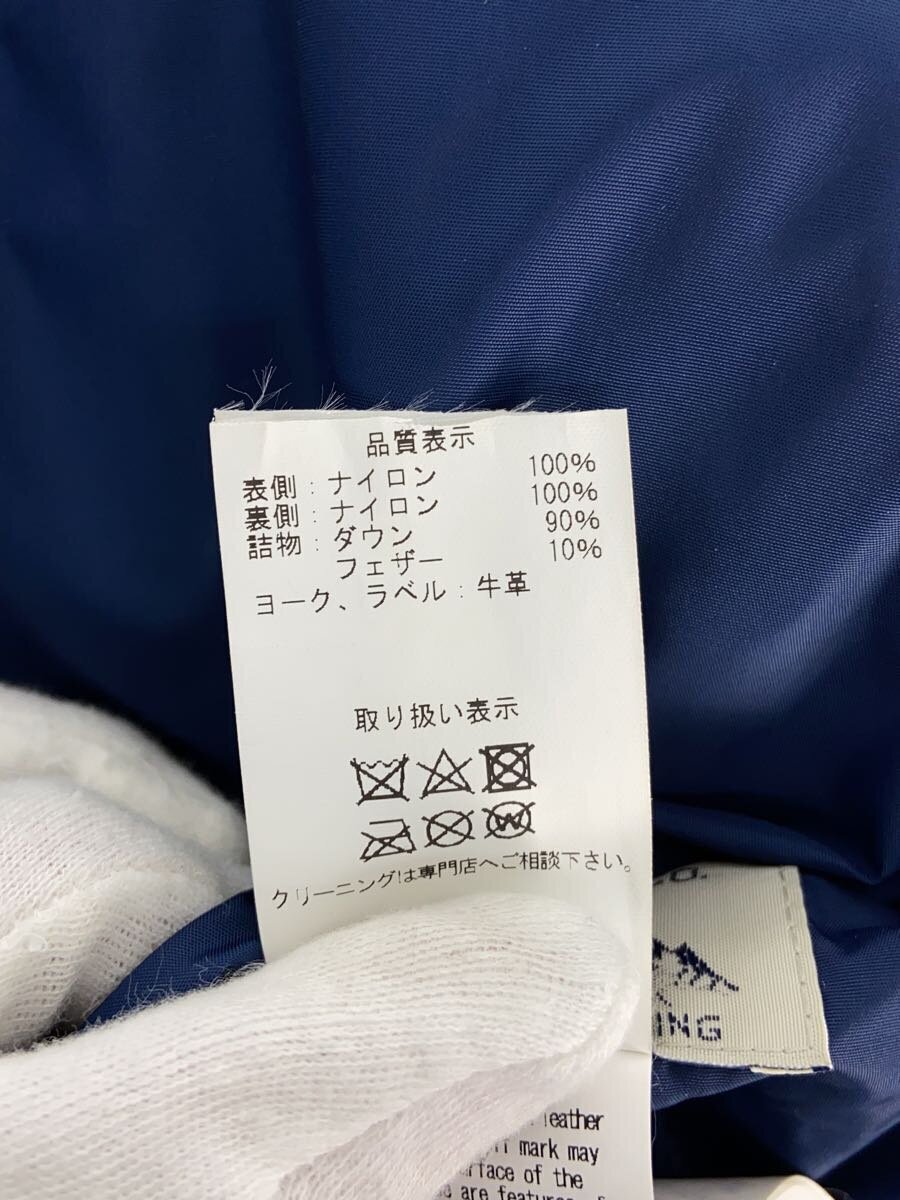 品質表示
表側:ナイロン 100%
裏側:ナイロン 100%
詰物:ダウン 90%
フェザー 10%
ヨーク、ラベル:牛革
取り扱い表示
W
クリーニングは専門店へご相談下さい。
leather
mark may
of the
are features